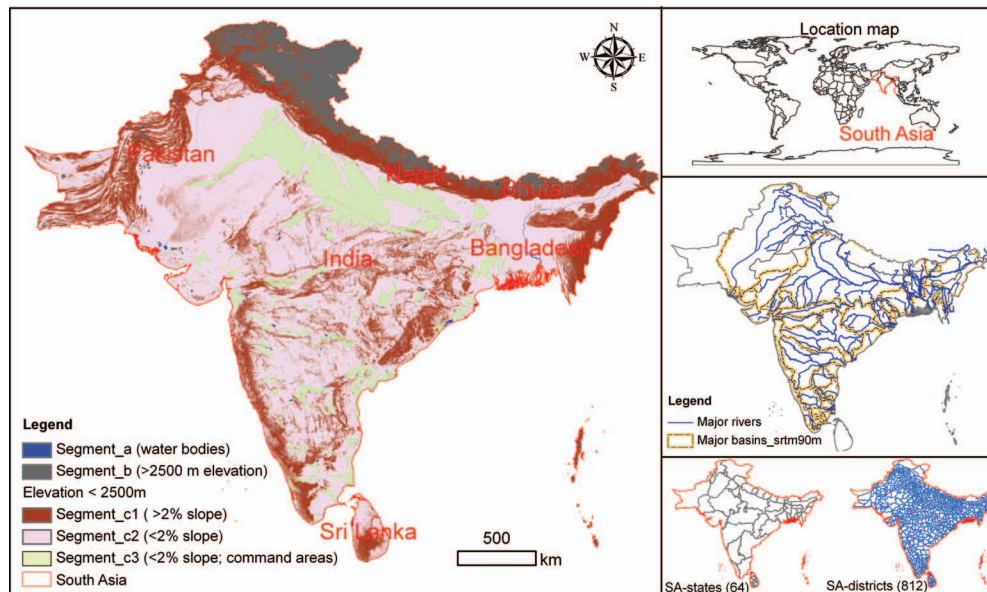 N
W E
S
Pakistan
Nepal
Bhutan
India
Bangladesh
Sri Lanka
Legend
Segment_a (water bodies)
Segment_b (>2500 m elevation)
Elevation < 2500m
Segment_c1 ( >2% slope)
Segment_c2 (<2% slope)
Segment_c3 (<2% slope; command areas)
South Asia
500
km
Location map
South Asia
Legend
Major rivers
Major basins_srtm90m
SA-states (64)
SA-districts (812)